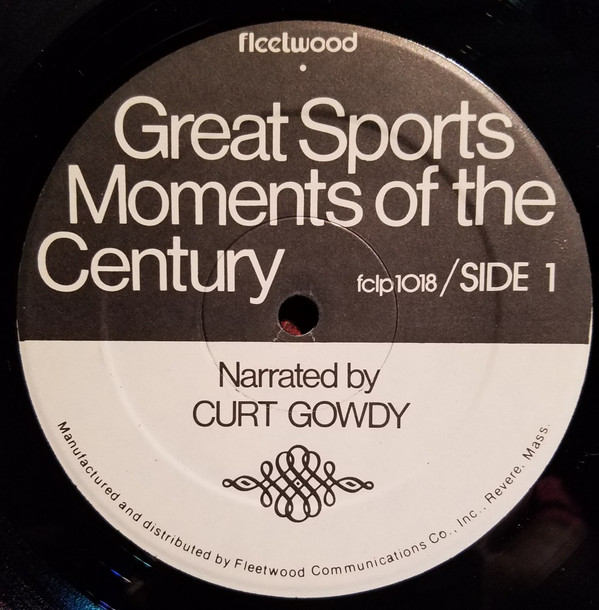 fleetwood
Great Sports
Moments of the
Century
fclp1018/SIDE 1
Narrated by
CURT GOWDY
Manufactured and distributed by Fleetwood Communications Co., Inc., Revere, Mass.